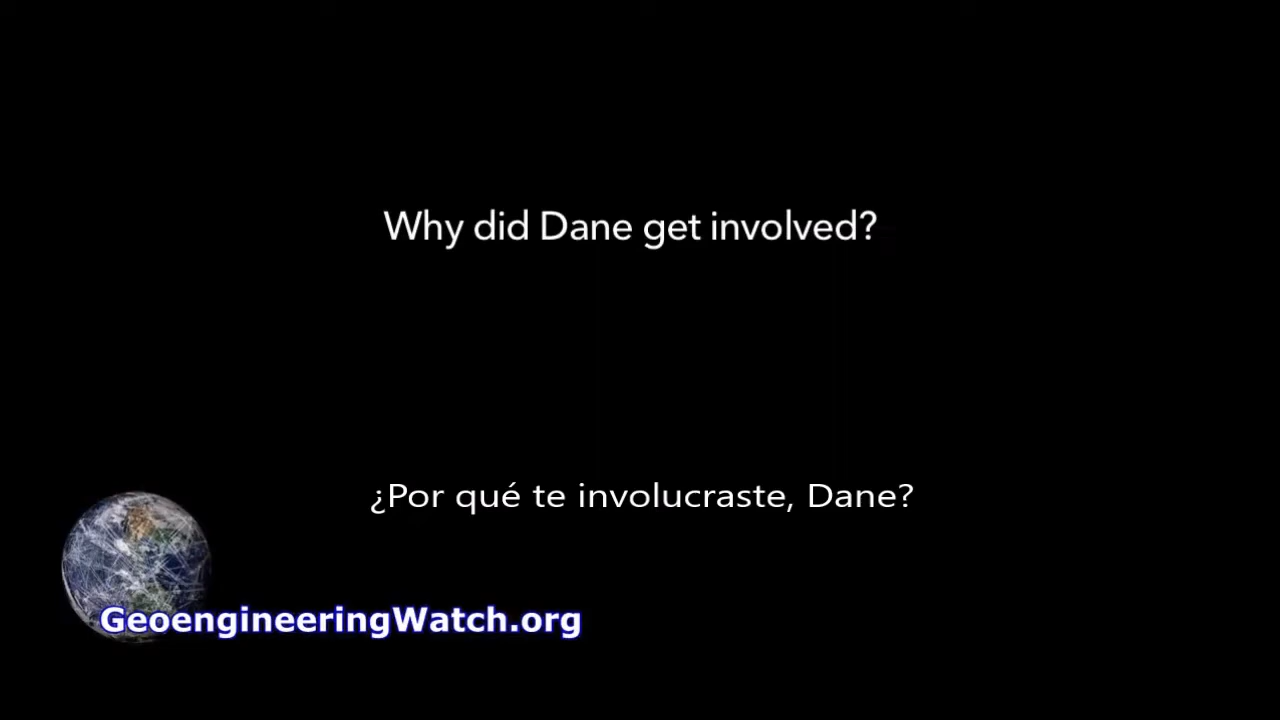 Why did Dane get involved?
¿Por qué te involucraste, Dane?
GeoengineeringWatch.org